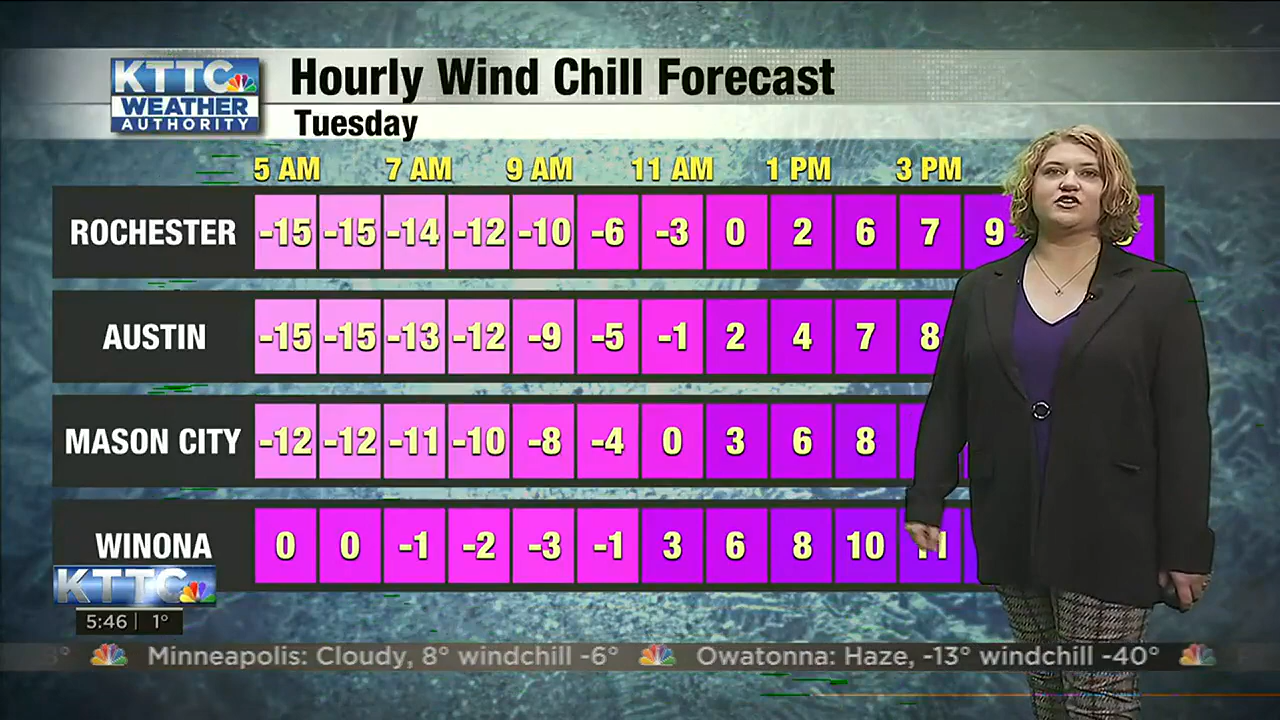 KTTC
WEATHER
AUTHORITY
Hourly Wind Chill Forecast
Tuesday
5 AM 7 AM 9 AM 11 AM 1 PM 3 PM
ROCHESTER -15 -15 -14 -12 -10 -6 -3 0 2 6 7 9
AUSTIN -15 -15 -13 -12 -9 -5 -1 2 4 7 8
MASON CITY -12 -12 -11 -10 -8 -4 0 3 6 8
WINONA 0 0 -1 -2 -3 -1 3 6 8 10 11
KTTC
5:46 1°
Minneapolis: Cloudy, 8° windchill -6° Owatonna: Haze, -13° windchill -40°